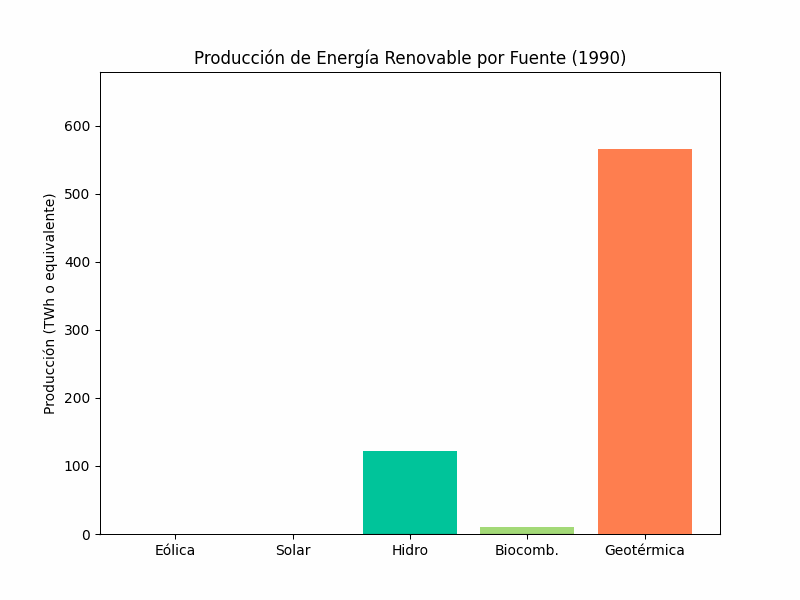 Producción de Energía Renovable por Fuente (1990)
Producción (TWh o equivalente)
600
500
400
300
200
100
0
Eólica Solar Hidro Biocomb. Geotérmica